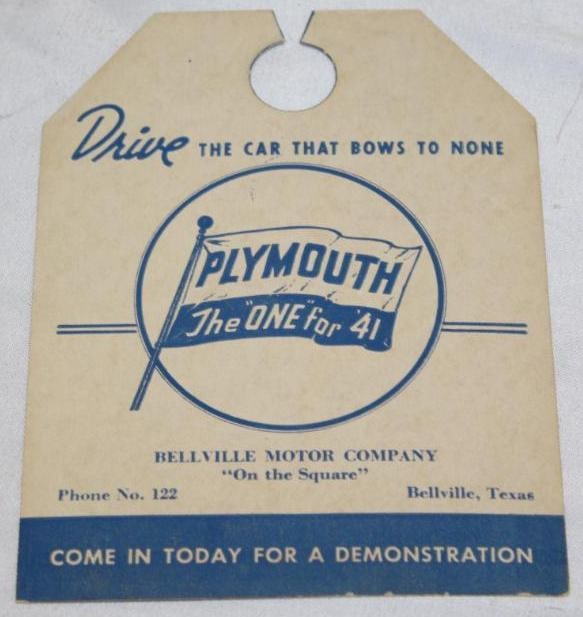 Drive THE CAR THAT BOWS TO NONE
PLYMOUTH
The "ONE" for '41
BELLVILLE MOTOR COMPANY
"On the Square"
Phone No. 122 Bellville, Texas
COME IN TODAY FOR A DEMONSTRATION